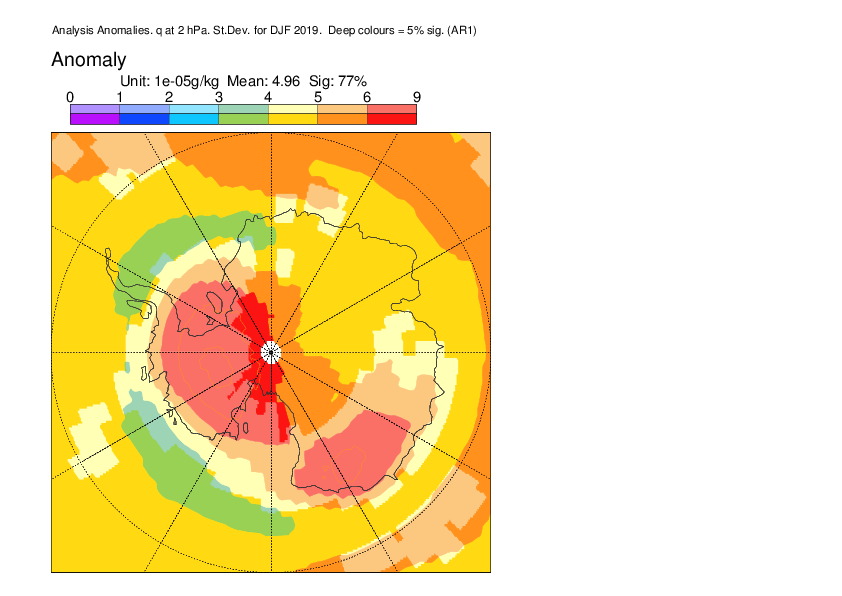 Analysis Anomalies. q at 2 hPa. St.Dev. for DJF 2019. Deep colours = 5% sig. (AR1)
Anomaly
Unit: 1e-05g/kg Mean: 4.96 Sig: 77%
0 1 2 3 4 5 6 9